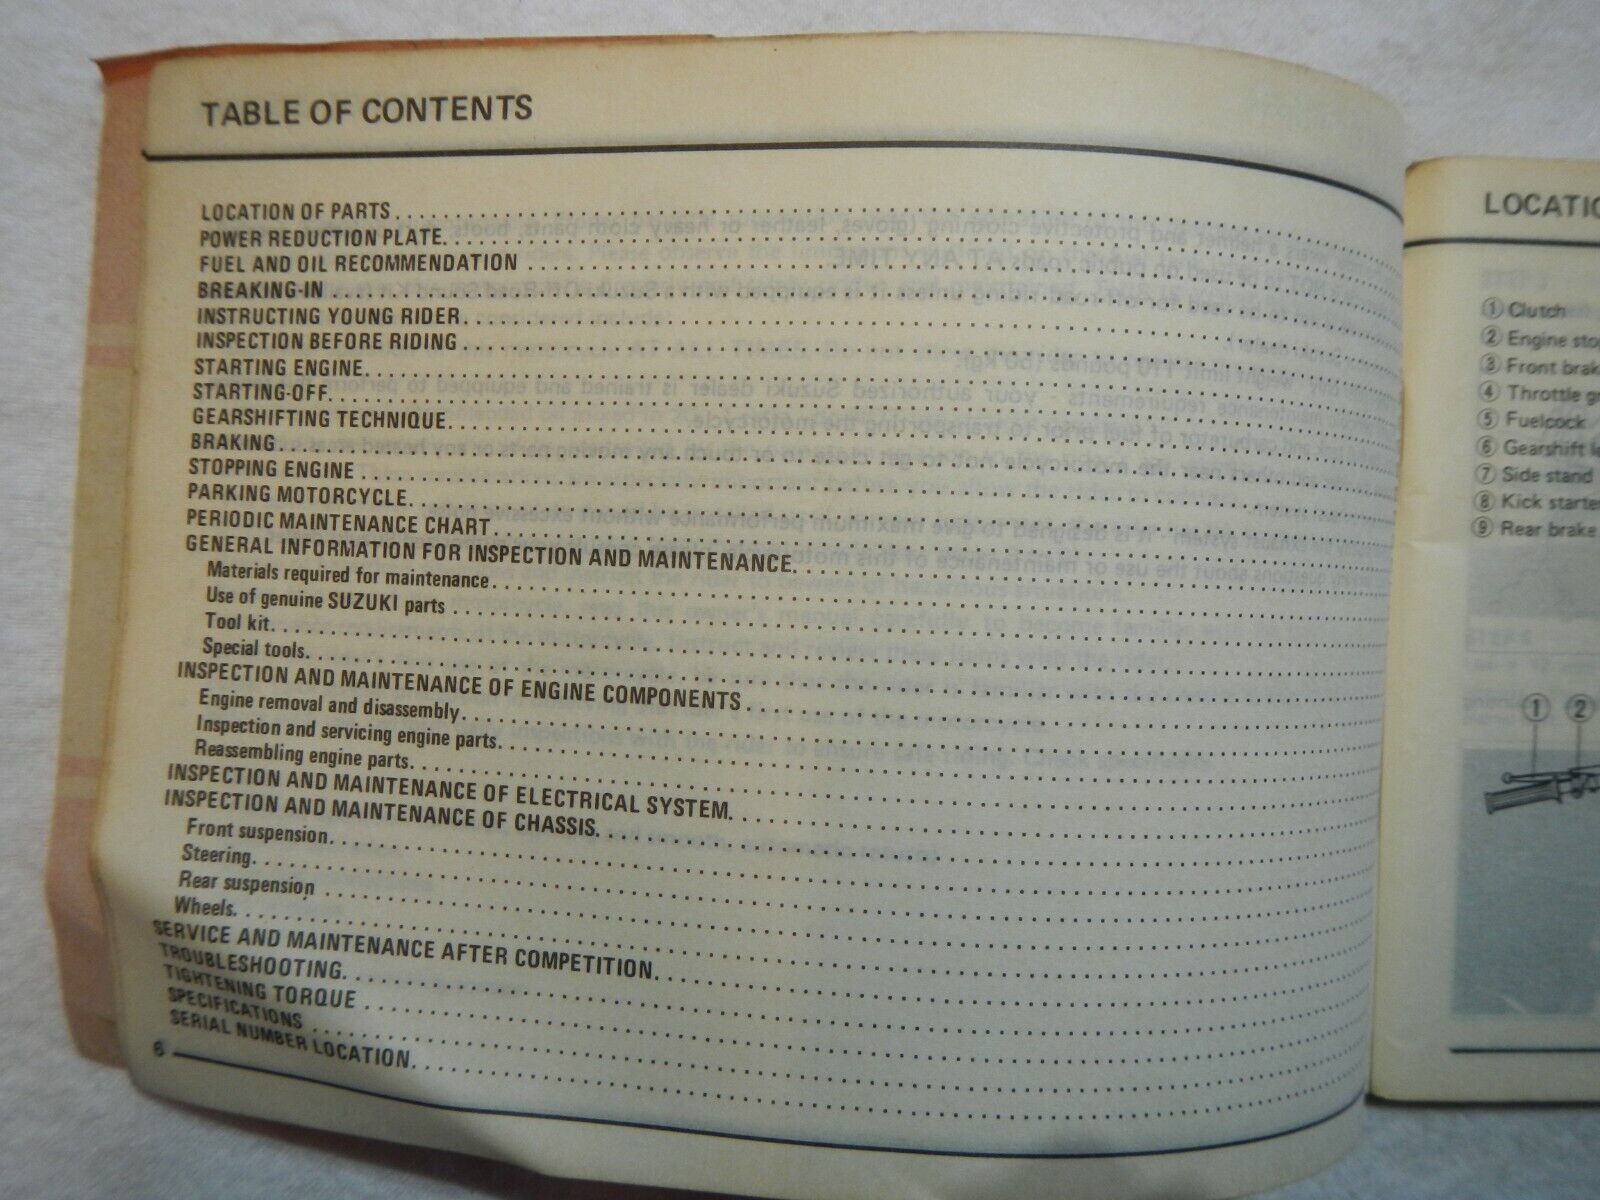 TABLE OF CONTENTS
LOCATION OF PARTS
POWER REDUCTION PLATE
FUEL AND OIL RECOMMENDATION
BREAKING-IN
INSTRUCTING YOUNG RIDER
INSPECTION BEFORE RIDING
STARTING ENGINE
STARTING-OFF
GEARSHIFTING TECHNIQUE
BRAKING
STOPPING ENGINE
PARKING MOTORCYCLE
PERIODIC MAINTENANCE CHART
GENERAL INFORMATION FOR INSPECTION AND MAINTENANCE
Materials required for maintenance
Use of genuine SUZUKI parts
Tool kit
Special tools
INSPECTION AND MAINTENANCE OF ENGINE COMPONENTS
Engine removal and disassembly
Inspection and servicing engine parts
Reassembling engine parts
INSPECTION AND MAINTENANCE OF ELECTRICAL SYSTEM
INSPECTION AND MAINTENANCE OF CHASSIS
Front suspension
Steering
Rear suspension
Wheels
SERVICE AND MAINTENANCE AFTER COMPETITION
TROUBLESHOOTING
TIGHTENING TORQUE
SPECIFICATIONS
SERIAL NUMBER LOCATION
6
① Clutch
② Engine
③ Front
④ Throttle
⑤ Fuelcock
⑥ Gearshift
⑦ Side stand
⑧ Kick
⑨ Rear brake
① ②